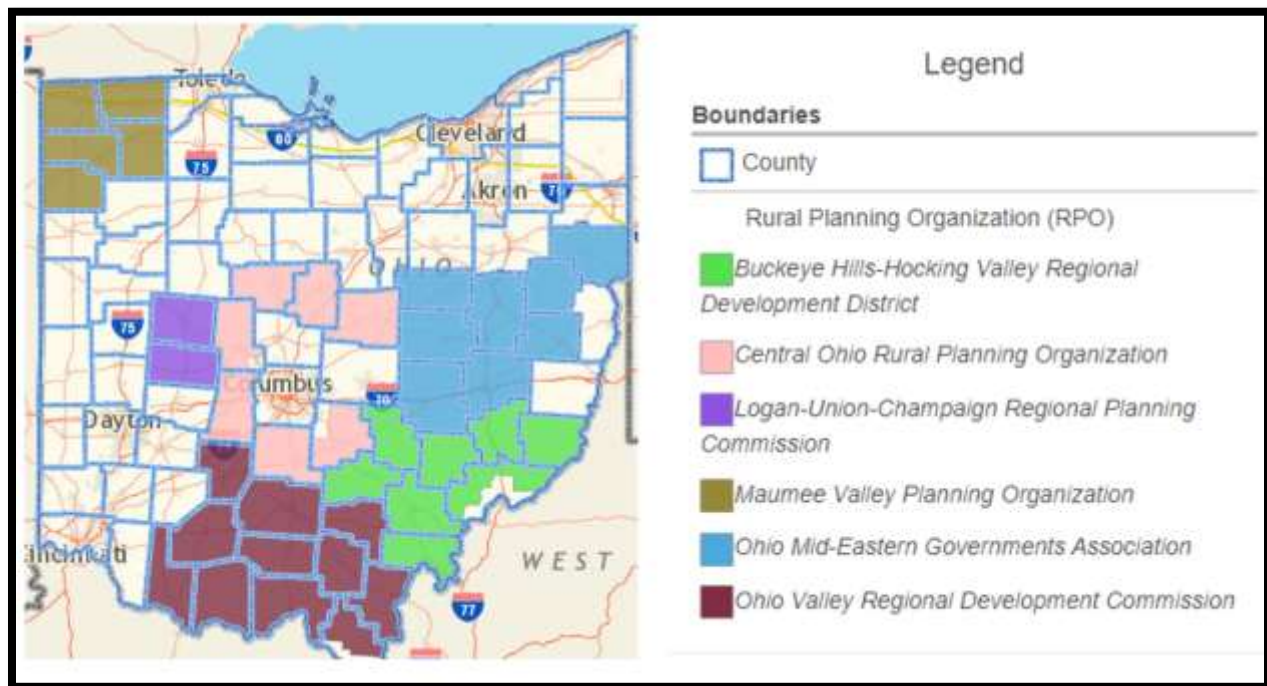 Toledo
80
Cleveland
75
Akron
OHIO
75
Columbus
70
Dayton
Cincinnati
WEST
77
Legend
Boundaries
County
Rural Planning Organization (RPO)
Buckeye Hills-Hocking Valley Regional
Development District
Central Ohio Rural Planning Organization
Logan-Union-Champaign Regional Planning
Commission
Maumee Valley Planning Organization
Ohio Mid-Eastern Governments Association
Ohio Valley Regional Development Commission